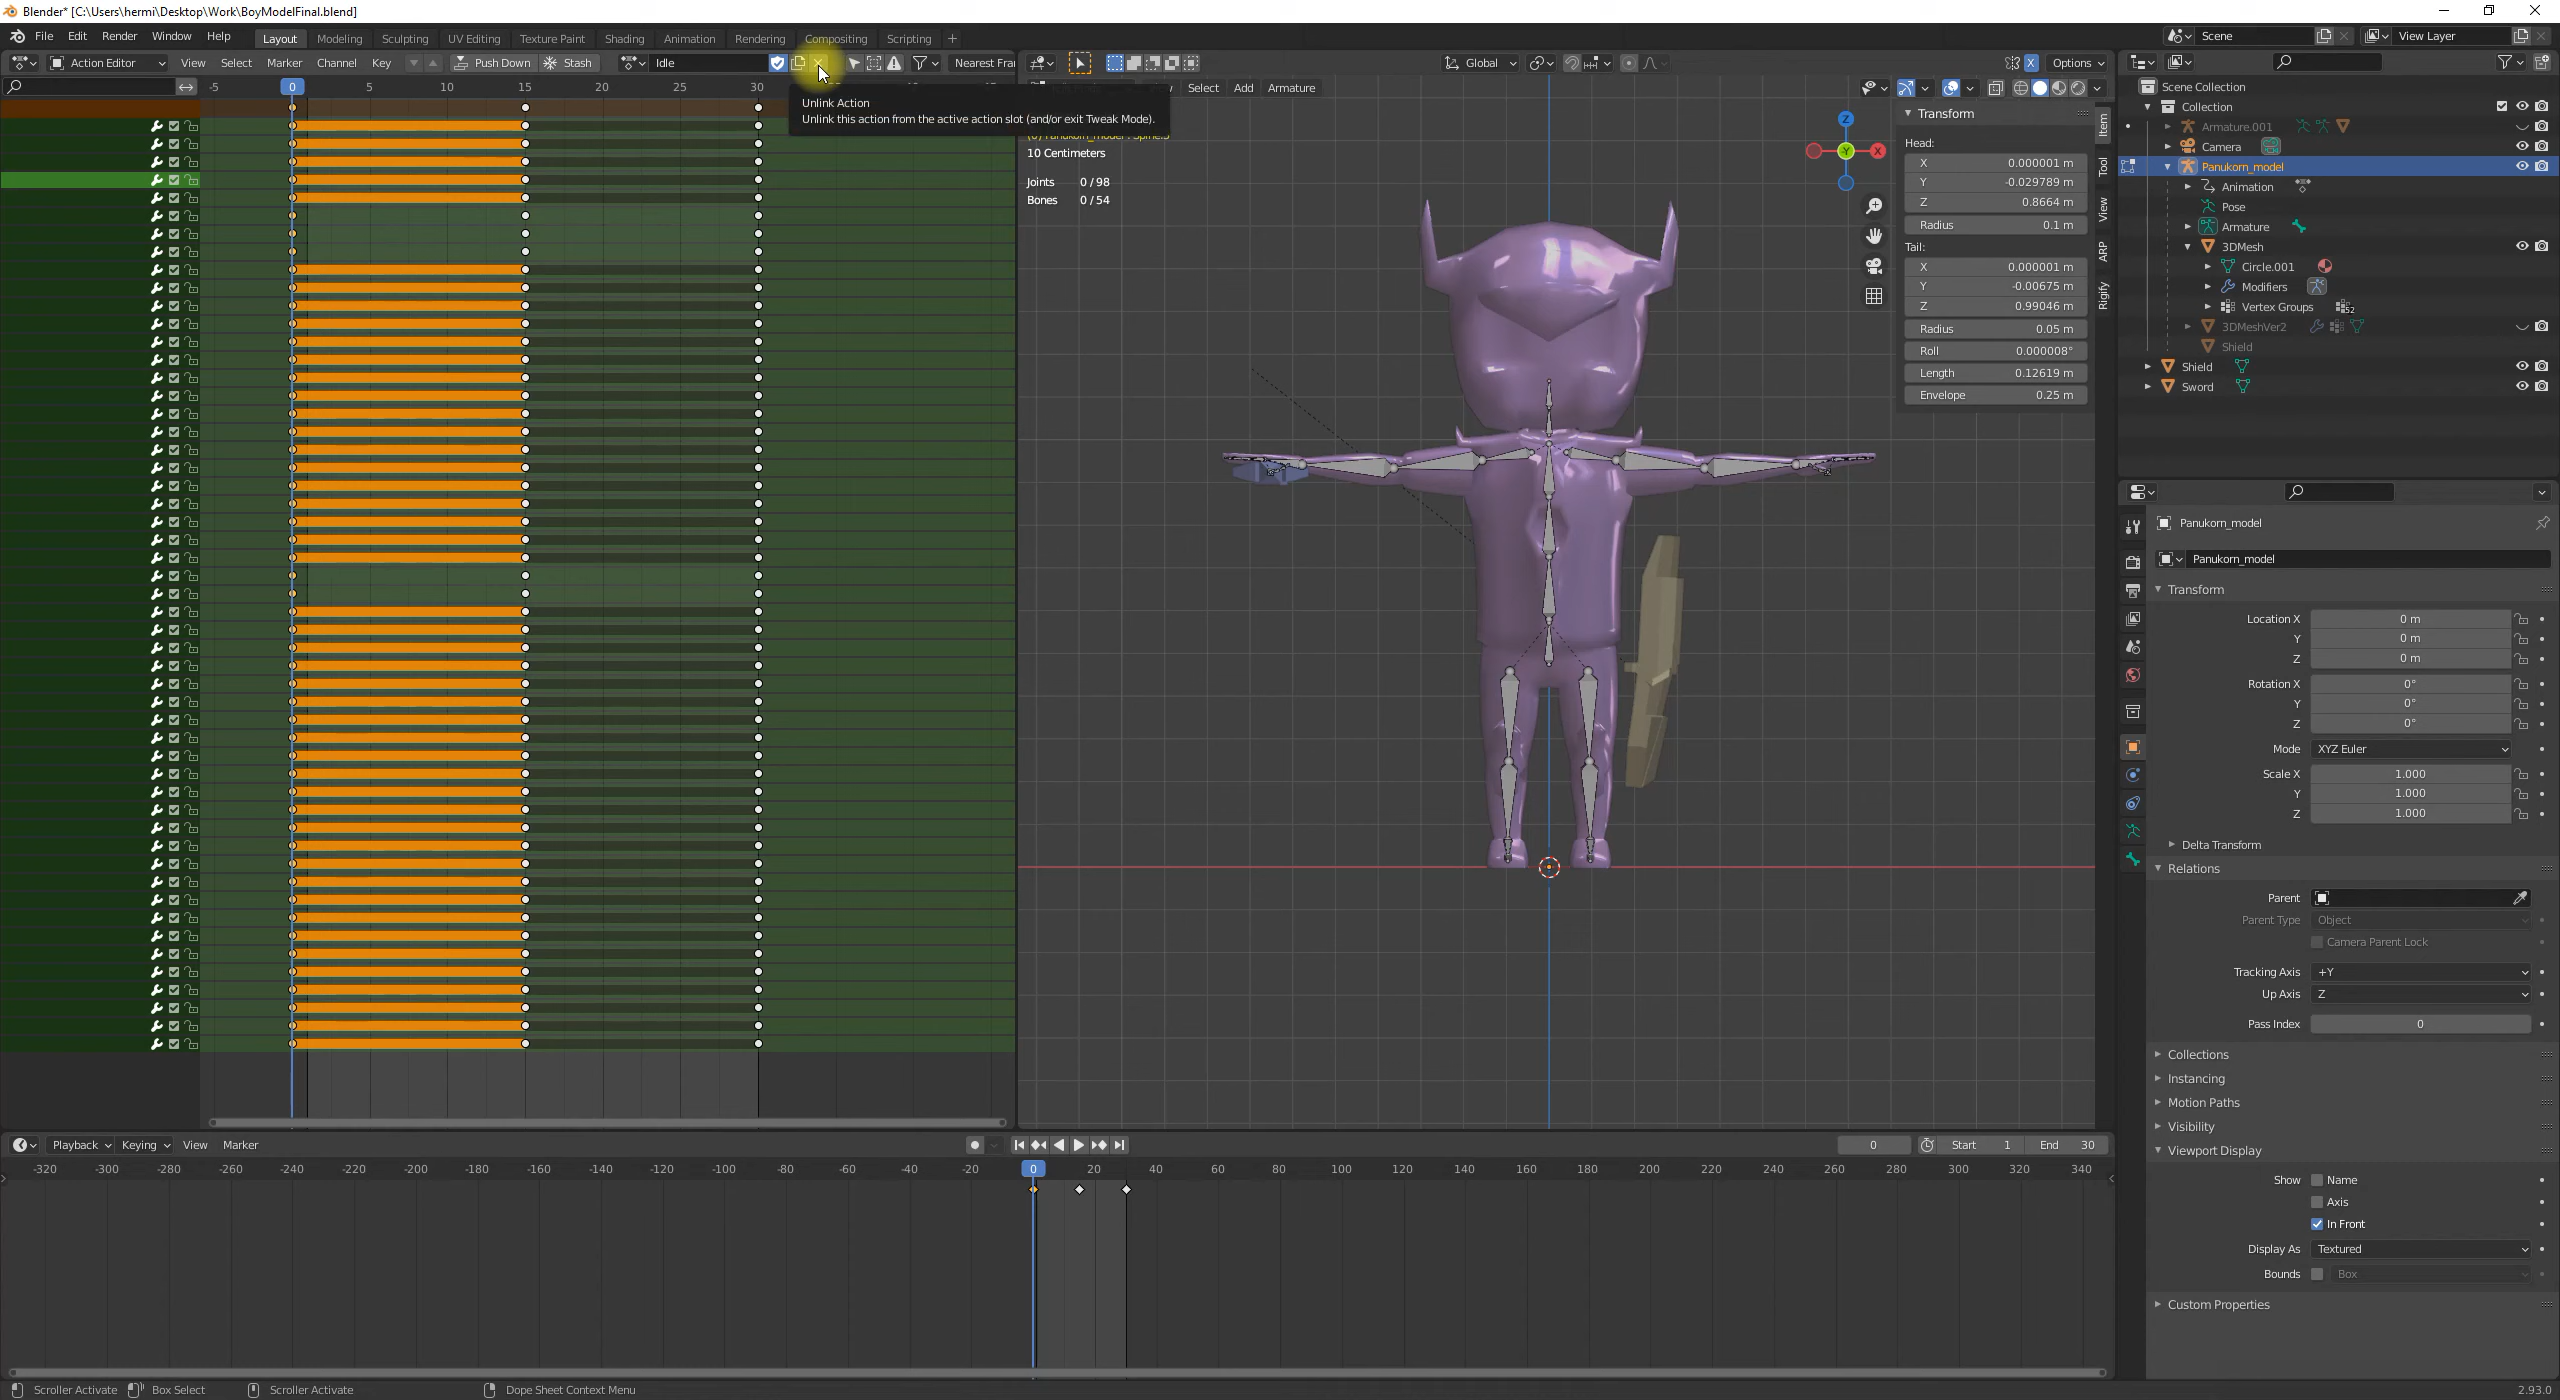 Blender* [C:\Users\hermi\Desktop\Work\BoyModelFinal.blend]
File Edit Render Window Help Layout Modeling Sculpting UV Editing Texture Paint Shading Animation Rendering Compositing Scripting + Scene View Layer
Action Editor View Select Marker Channel Key Push Down Stash Idle Nearest Fra
Global Options
-5 0 5 10 15 20 25 30
Select Add Armature
Unlink Action
Unlink this action from the active action slot (and/or exit Tweak Mode).
10 Centimeters
Joints 0 / 98
Bones 0 / 54
Z
Y X
Transform
Head:
X 0.000001 m
Y -0.029789 m
Z 0.8664 m
Radius 0.1 m
Tail:
X 0.000001 m
Y -0.00675 m
Z 0.99046 m
Radius 0.05 m
Roll 0.000008°
Length 0.12619 m
Envelope 0.25 m
Item
Tool
View
ARP
Rigify
Scene Collection
Collection
Armature.001
Camera
Panukorn_model
Animation
Pose
Armature
3DMesh
Circle.001
Modifiers
Vertex Groups 52
3DMeshVer2
Shield
Shield
Sword
Panukorn_model
Panukorn_model
Transform
Location X 0 m
Y 0 m
Z 0 m
Rotation X 0°
Y 0°
Z 0°
Mode XYZ Euler
Scale X 1.000
Y 1.000
Z 1.000
Delta Transform
Relations
Parent
Parent Type Object
Camera Parent Lock
Tracking Axis +Y
Up Axis Z
Pass Index 0
Collections
Instancing
Motion Paths
Visibility
Viewport Display
Show Name
Axis
In Front
Display As Textured
Bounds Box
Custom Properties
Playback Keying View Marker 0 Start 1 End 30
-320 -300 -280 -260 -240 -220 -200 -180 -160 -140 -120 -100 -80 -60 -40 -20 0 20 40 60 80 100 120 140 160 180 200 220 240 260 280 300 320 340
Scroller Activate Box Select Scroller Activate Dope Sheet Context Menu 2.93.0